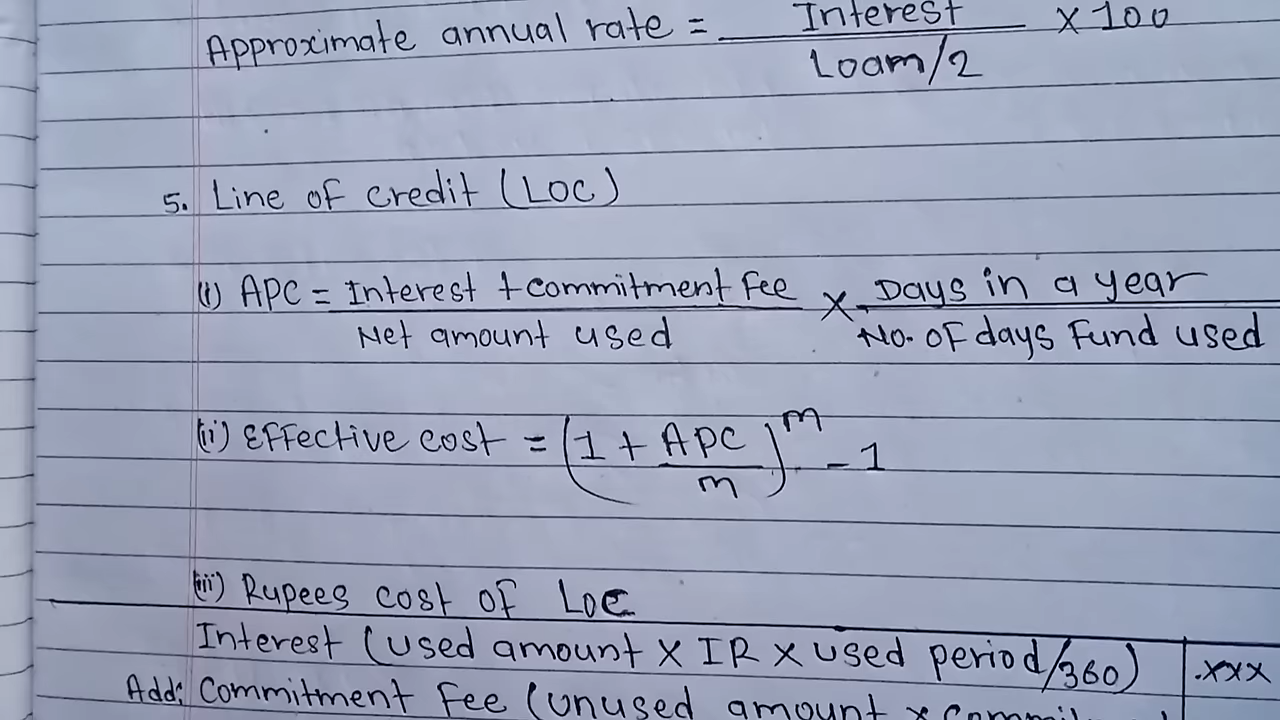 Approximate annual rate = Interest / Loam/2 × 100
5. Line of credit (LOC)
(i) APC = Interest + commitment Fee / Net amount used × Days in a year / No. of days Fund used
(ii) Effective cost = (1 + APC/m)^m - 1
(iii) Rupees cost of LOC
Interest (used amount × IR × used period/360) .xxx
Add: Commitment Fee (unused amount ×